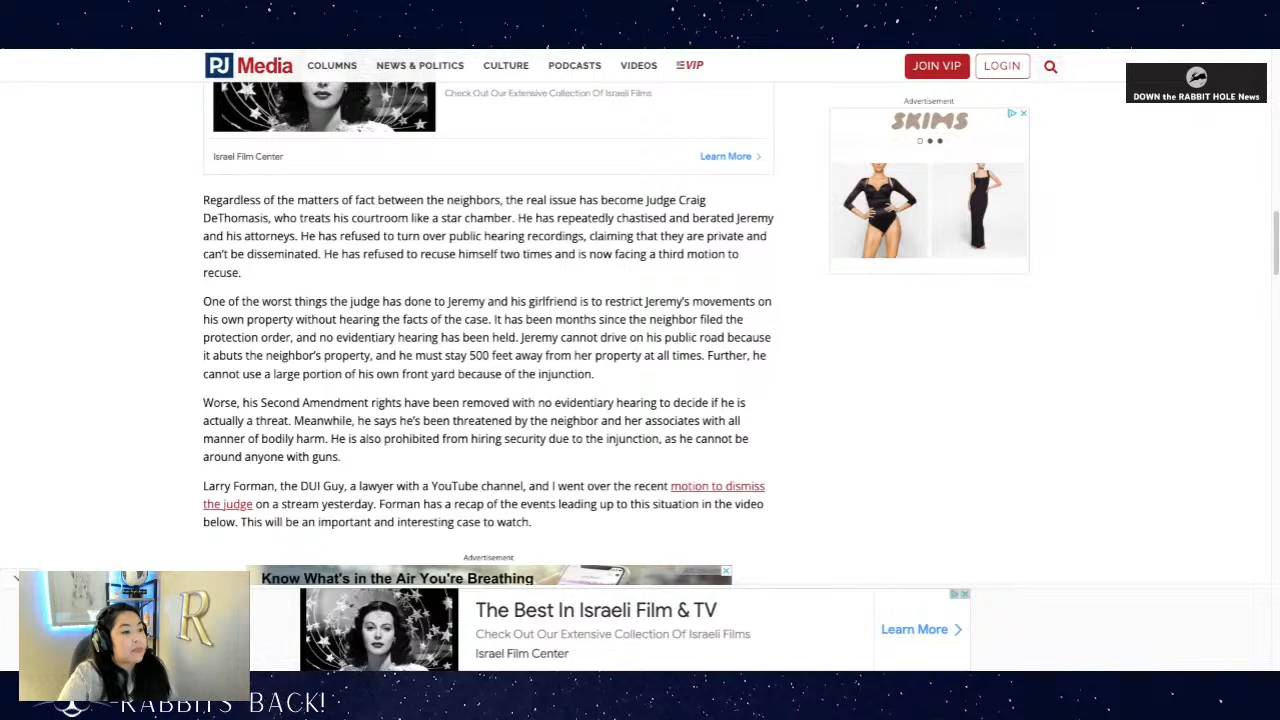 PJ Media
COLUMNS NEWS & POLITICS CULTURE PODCASTS VIDEOS VIP
JOIN VIP LOGIN
DOWN the RABBIT HOLE News
Check Out Our Extensive Collection Of Israeli Films
Israel Film Center Learn More
Advertisement
SKIMS
Regardless of the matters of fact between the neighbors, the real issue has become Judge Craig
DeThomasis, who treats his courtroom like a star chamber. He has repeatedly chastised and berated Jeremy
and his attorneys. He has refused to turn over public hearing recordings, claiming that they are private and
can't be disseminated. He has refused to recuse himself two times and is now facing a third motion to
recuse.
One of the worst things the judge has done to Jeremy and his girlfriend is to restrict Jeremy's movements on
his own property without hearing the facts of the case. It has been months since the neighbor filed the
protection order, and no evidentiary hearing has been held. Jeremy cannot drive on his public road because
it abuts the neighbor's property, and he must stay 500 feet away from her property at all times. Further, he
cannot use a large portion of his own front yard because of the injunction.
Worse, his Second Amendment rights have been removed with no evidentiary hearing to decide if he is
actually a threat. Meanwhile, he says he's been threatened by the neighbor and her associates with all
manner of bodily harm. He is also prohibited from hiring security due to the injunction, as he cannot be
around anyone with guns.
Larry Forman, the DUI Guy, a lawyer with a YouTube channel, and I went over the recent motion to dismiss
the judge on a stream yesterday. Forman has a recap of the events leading up to this situation in the video
below. This will be an important and interesting case to watch.
Advertisement
Know What's in the Air You're Breathing
The Best In Israeli Film & TV
Check Out Our Extensive Collection Of Israeli Films
Israel Film Center
Learn More
R
RABBITS BACK!